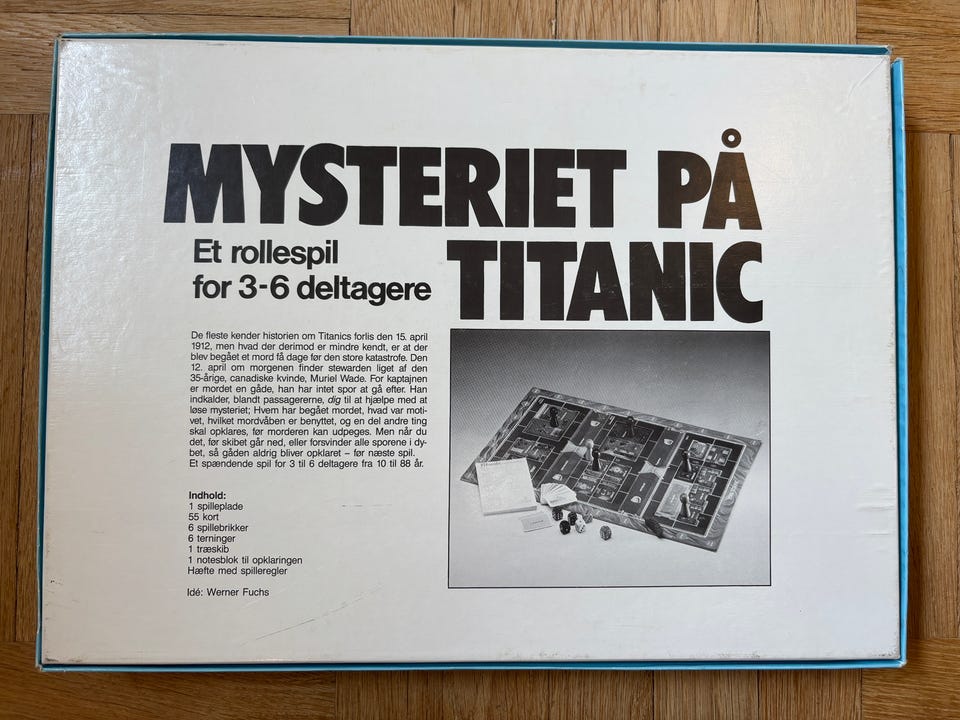 MYSTERIET PÅ
TITANIC
Et rollespil
for 3-6 deltagere
De fleste kender historien om Titanics forlis den 15. april
1912, men hvad der derimod er mindre kendt, er at der
blev begået et mord få dage før den store katastrofe. Den
12. april om morgenen finder stewarden liget af den
35-årige, canadiske kvinde, Muriel Wade. For kaptajnen
er mordet en gåde, han har intet spor at gå efter. Han
indkalder, blandt passagererne, dig til at hjælpe med at
løse mysteriet; Hvem har begået mordet, hvad var moti-
vet, hvilket mordvåben er benyttet, og en del andre ting
skal opklares, før morderen kan udpeges. Men når du
det, før skibet går ned, eller forsvinder alle sporene i dy-
bet, så gåden aldrig bliver opklaret – før næste spil.
Et spændende spil for 3 til 6 deltagere fra 10 til 88 år.
Indhold:
1 spilleplade
55 kort
6 spillebrikker
6 terninger
1 træskib
1 notesblok til opklaringen
Hæfte med spilleregler
Idé: Werner Fuchs